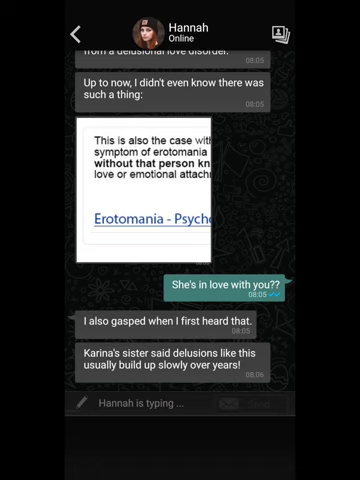 Hannah
Online
from a delusional love disorder.
08:05
Up to now, I didn't even know there was
such a thing:
08:05
This is also the case wit
symptom of erotomania
without that person kn
love or emotional attach
Erotomania - Psych
She's in love with you??
08:05
I also gasped when I first heard that.
08:05
Karina's sister said delusions like this
usually build up slowly over years!
08:06
Hannah is typing ...
Send